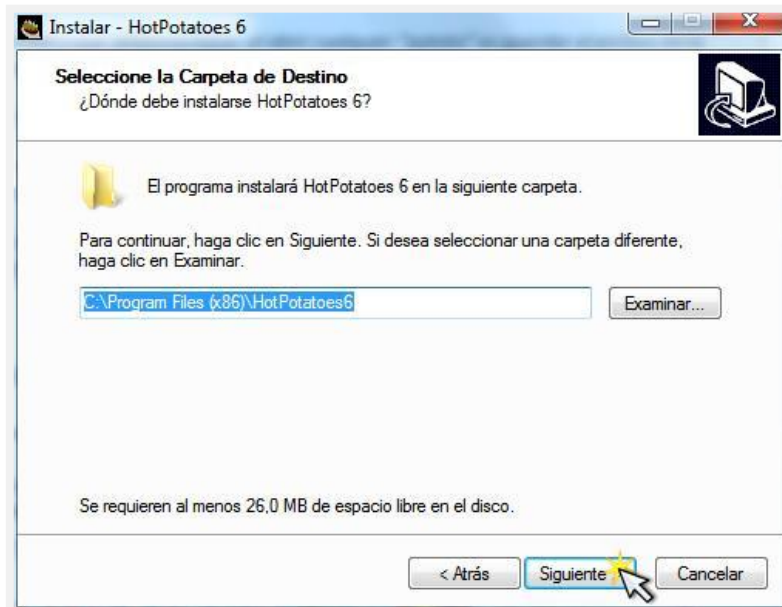 Instalar - HotPotatoes 6
Seleccione la Carpeta de Destino
¿Dónde debe instalarse HotPotatoes 6?
El programa instalará HotPotatoes 6 en la siguiente carpeta.
Para continuar, haga clic en Siguiente. Si desea seleccionar una carpeta diferente,
haga clic en Examinar.
C:\Program Files (x86)\HotPotatoes6
Examinar...
Se requieren al menos 26,0 MB de espacio libre en el disco.
< Atrás
Siguiente
Cancelar